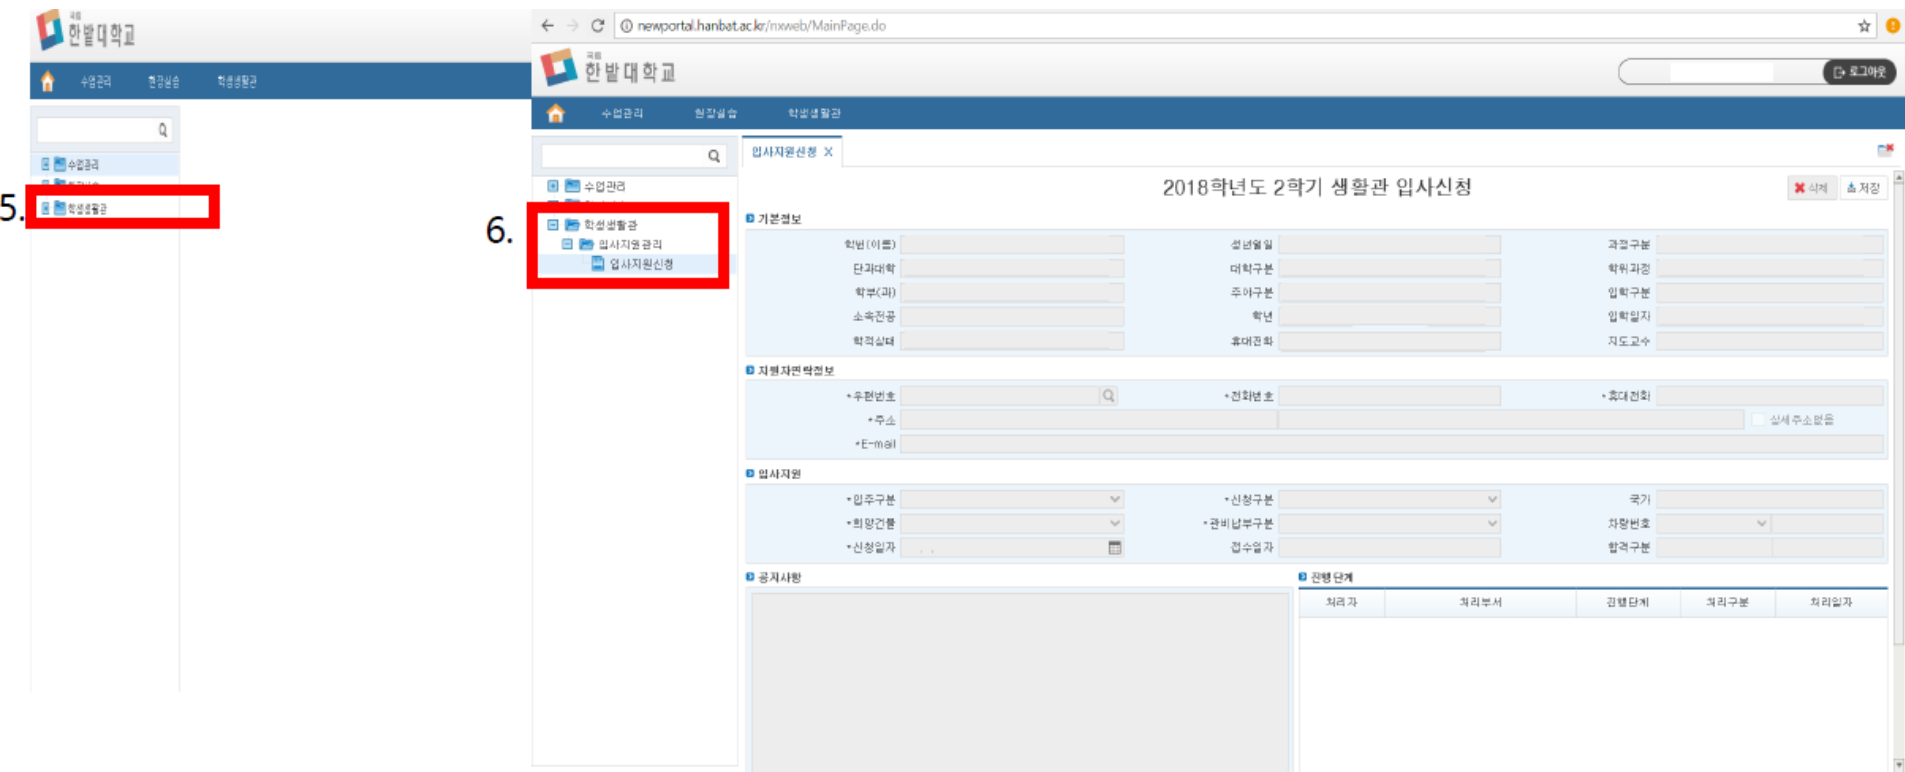 국립
한밭대학교
수업관리 현장실습 학생생활관
수업관리
5.
학생생활관
newportal.hanbat.ac.kr/nxweb/MainPage.do
국립
한밭대학교
로그아웃
수업관리 현장실습 학생생활관
입사지원신청 X
수업관리
6.
학생생활관
입사지원관리
입사지원신청
2018학년도 2학기 생활관 입사신청
삭제 저장
기본정보
학번(이름) 생년월일 과정구분
단과대학 대학구분 학위과정
학부(과) 주야구분 입학구분
소속전공 학년 입학일자
학적상태 휴대전화 지도교수
지원자연락정보
*우편번호 *전화번호 *휴대전화
*주소 상세주소없음
*E-mail
입사지원
*입주구분 *신청구분 국가
*희망건물 *관비납부구분 차량번호
*신청일자 접수일자 합격구분
공지사항
진행단계
처리자 처리부서 진행단계 처리구분 처리일자